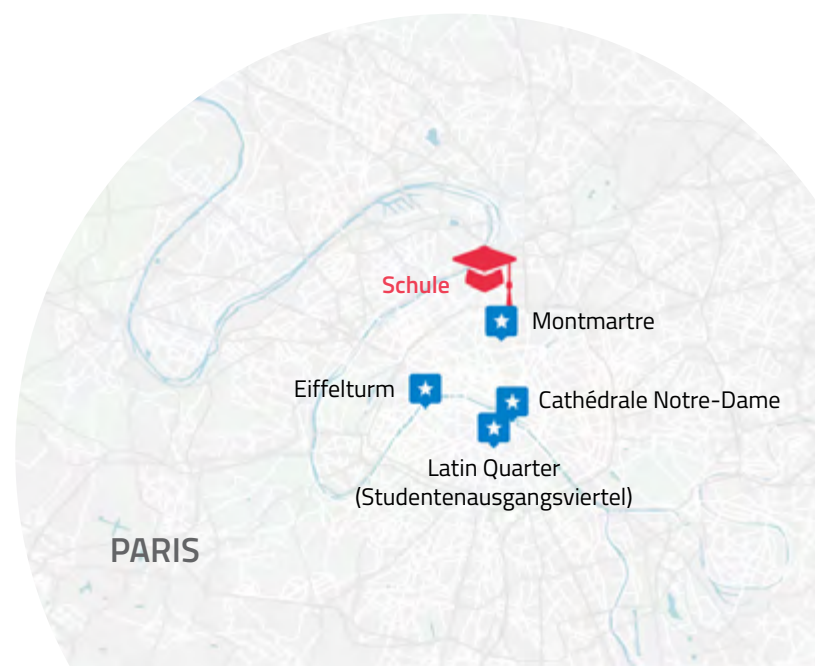 Schule
Montmartre
Eiffelturm
Cathédrale Notre-Dame
Latin Quarter
(Studentenausgangsviertel)
PARIS